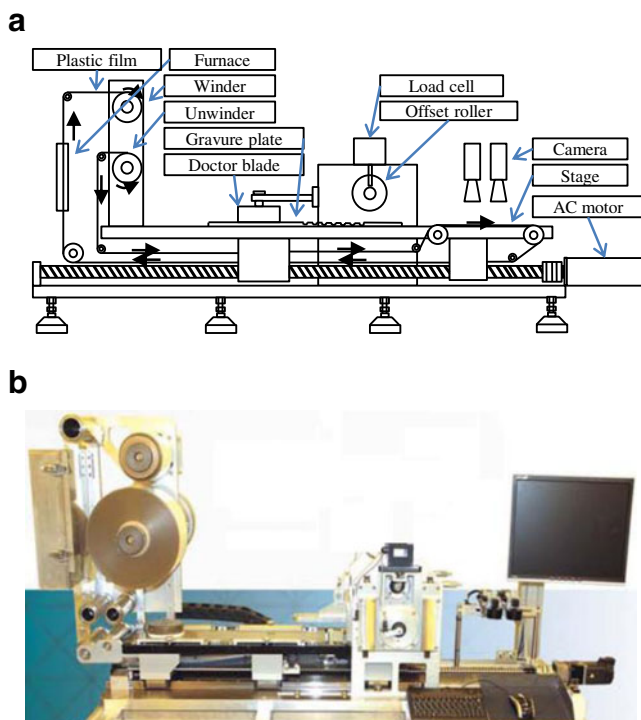 a
Plastic film
Furnace
Winder
Unwinder
Gravure plate
Doctor blade
Load cell
Offset roller
Camera
Stage
AC motor
b